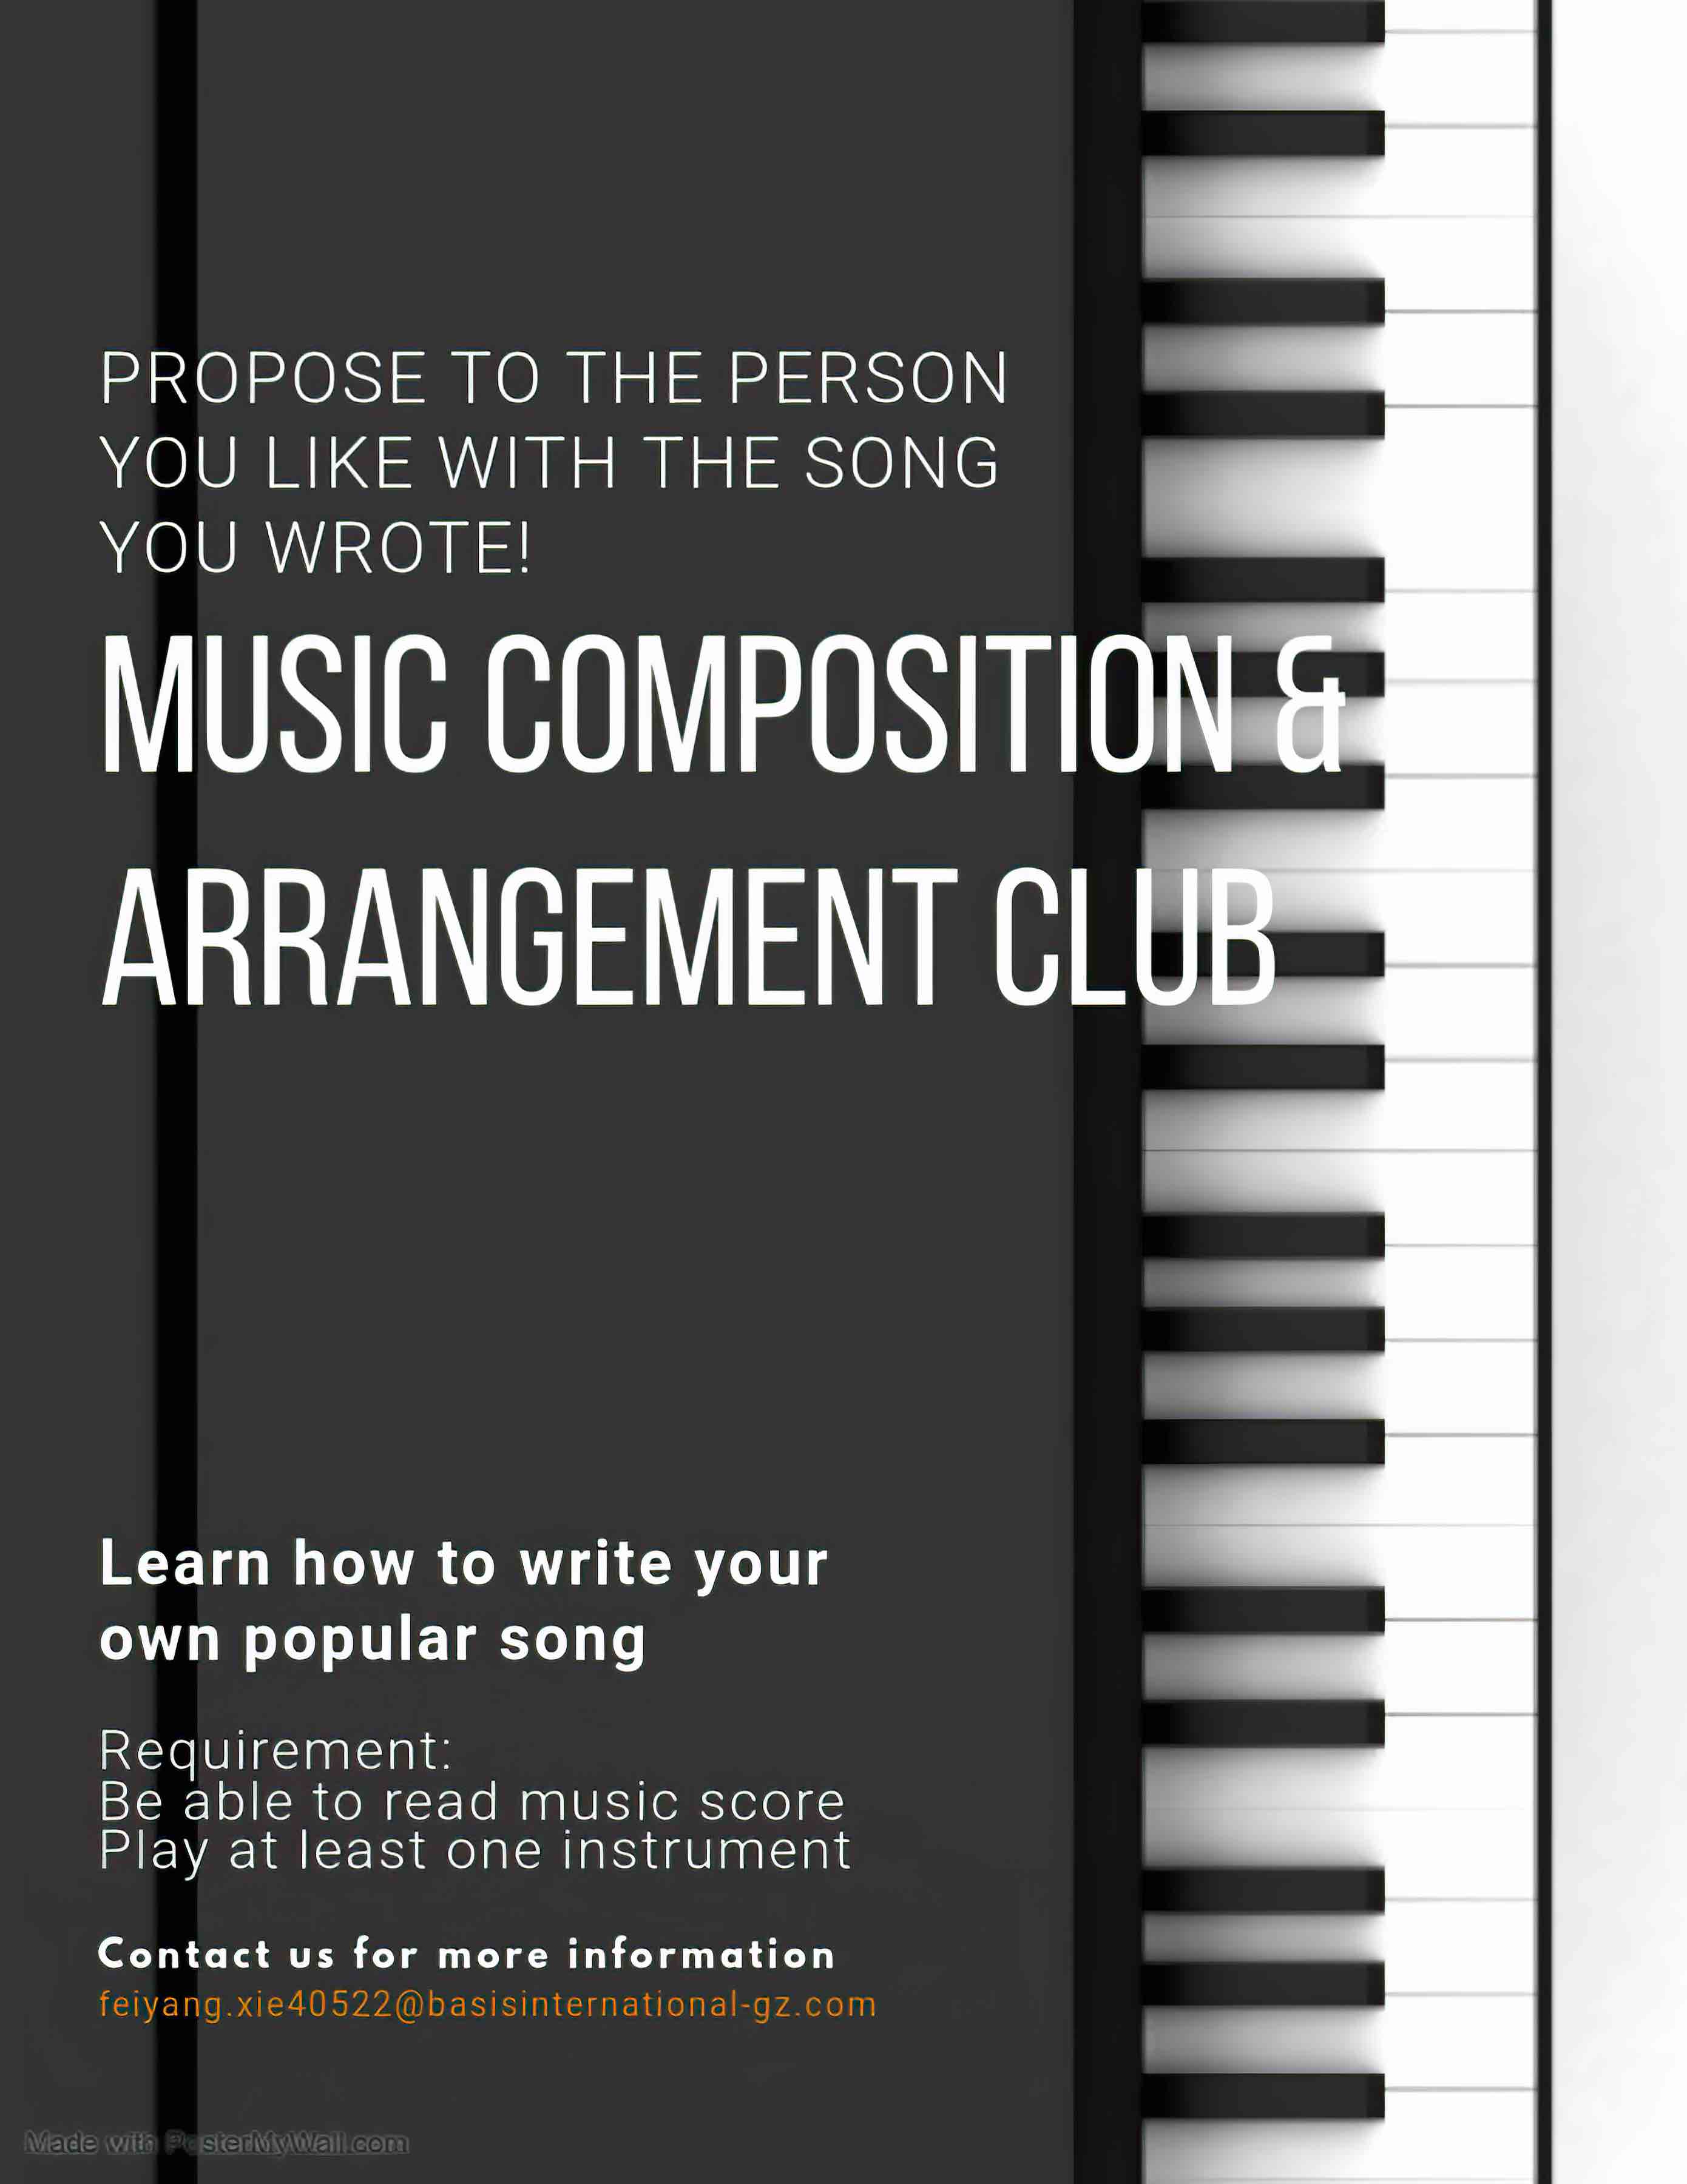 PROPOSE TO THE PERSON
YOU LIKE WITH THE SONG
YOU WROTE!
MUSIC COMPOSITION &
ARRANGEMENT CLUB
Learn how to write your
own popular song
Requirement:
Be able to read music score
Play at least one instrument
Contact us for more information
feiyang.xie40522@basisinternational-gz.com
Made with PosterMyWall.com